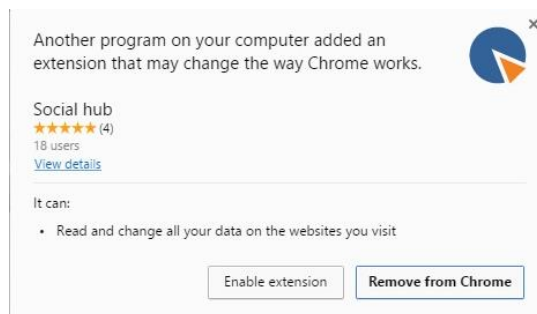 Another program on your computer added an
extension that may change the way Chrome works.
Social hub
★★★★★ (4)
18 users
View details
It can:
• Read and change all your data on the websites you visit
Enable extension
Remove from Chrome